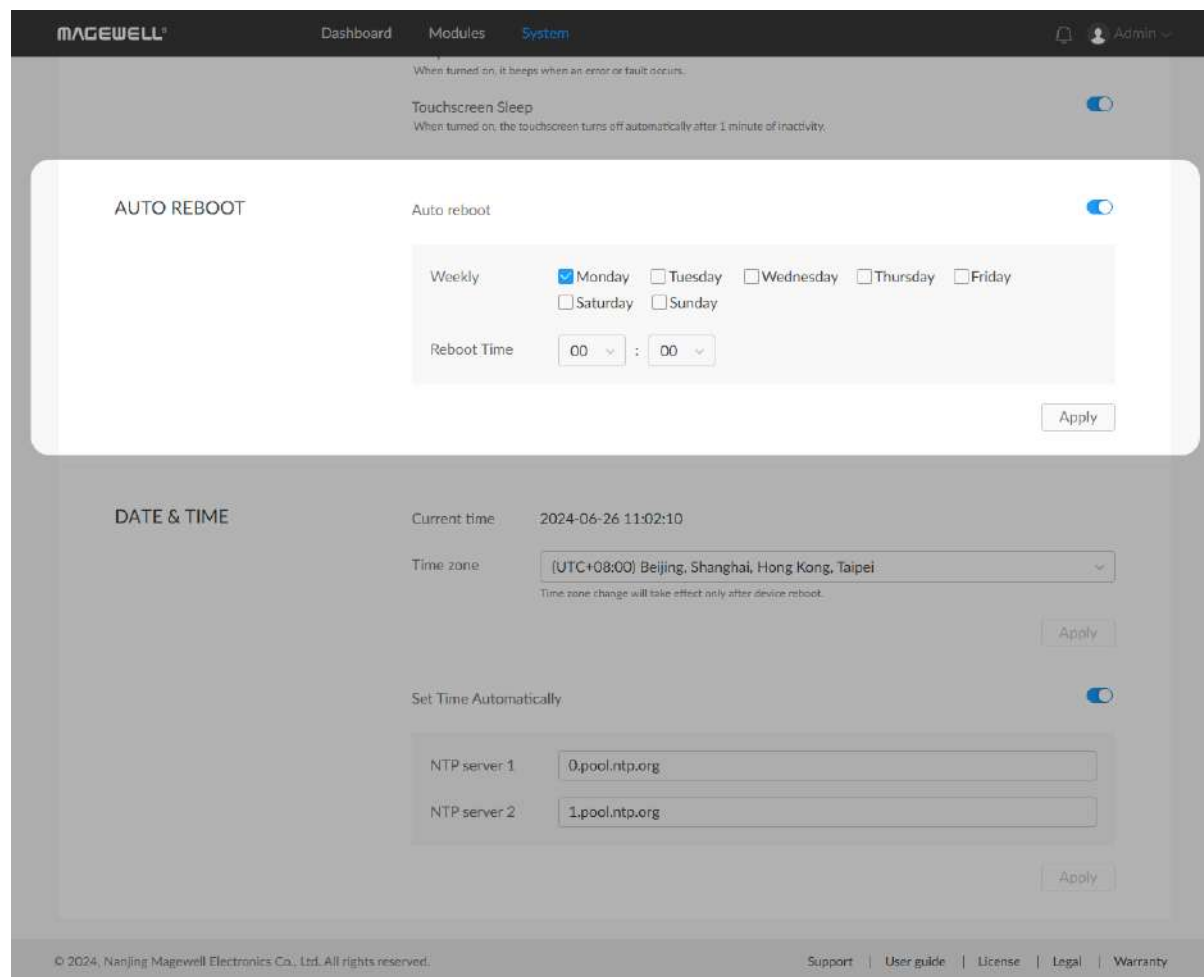 MAGEWELL® Dashboard Modules System Admin
When turned on, it beeps when an error or fault occurs.
Touchscreen Sleep
When turned on, the touchscreen turns off automatically after 1 minute of inactivity.
AUTO REBOOT Auto reboot
Weekly Monday Tuesday Wednesday Thursday Friday
Saturday Sunday
Reboot Time 00 : 00
Apply
DATE & TIME Current time 2024-06-26 11:02:10
Time zone (UTC+08:00) Beijing, Shanghai, Hong Kong, Taipei
Time zone change will take effect only after device reboot.
Apply
Set Time Automatically
NTP server 1 0.pool.ntp.org
NTP server 2 1.pool.ntp.org
Apply
© 2024, Nanjing Magewell Electronics Co., Ltd. All rights reserved. Support | User guide | License | Legal | Warranty